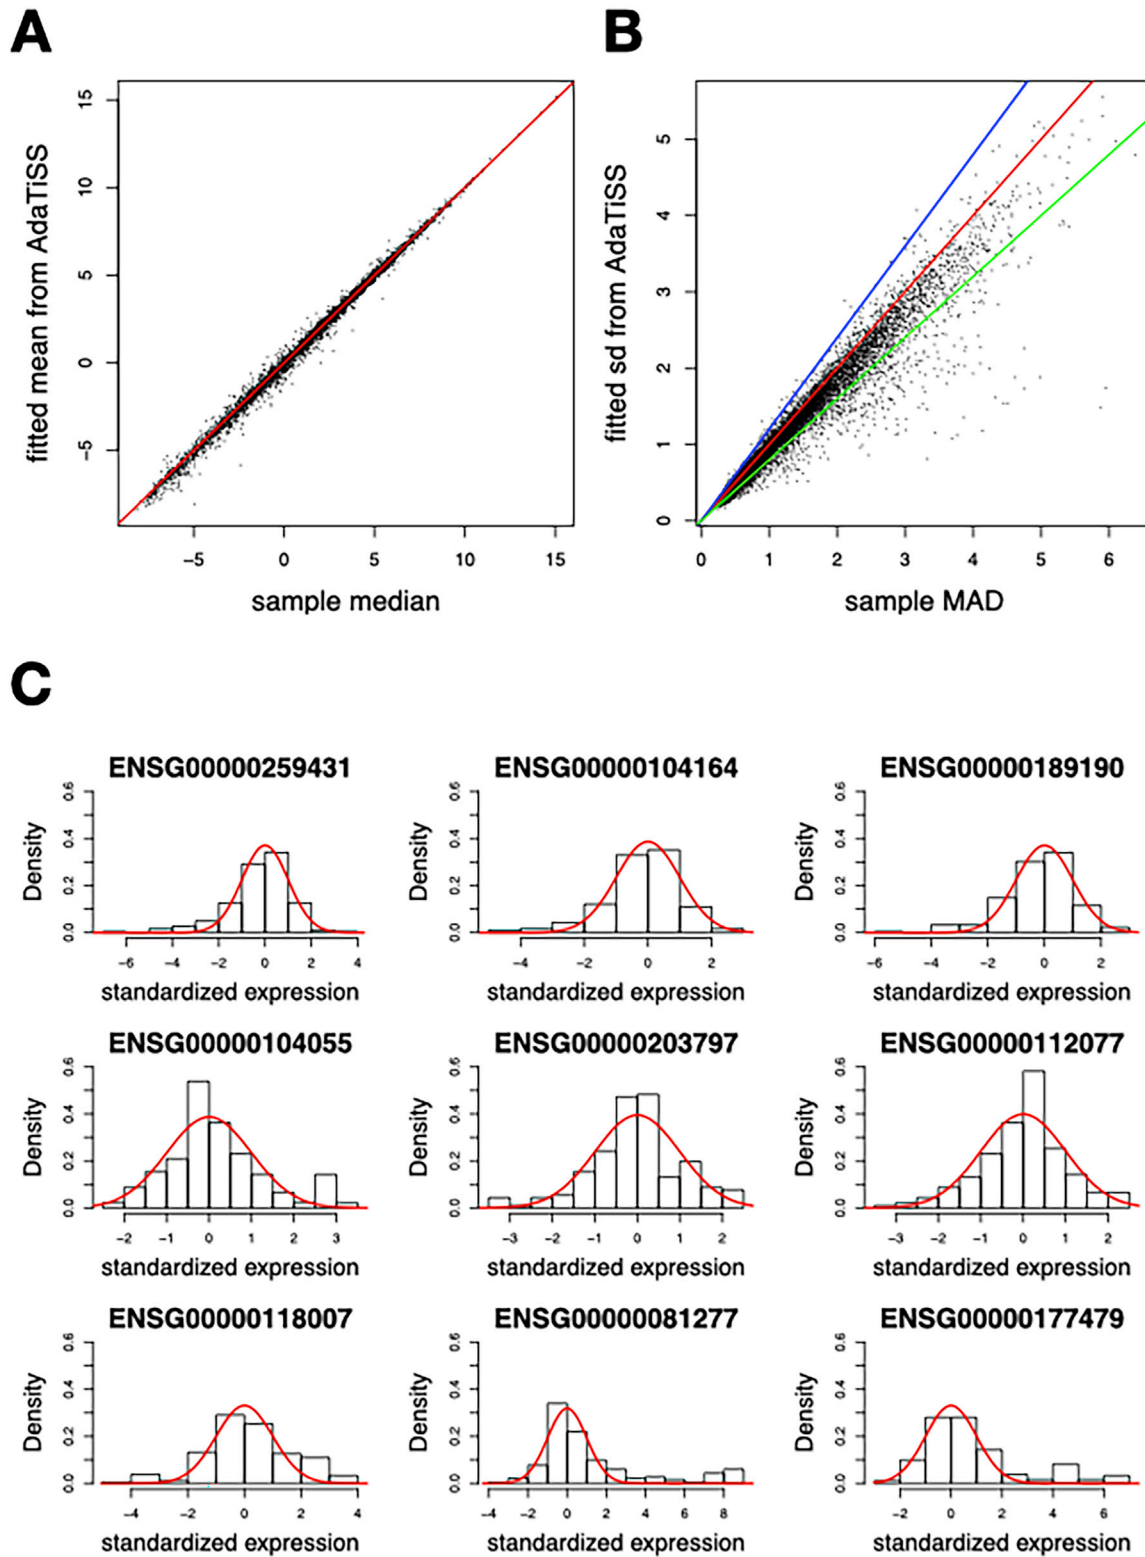 A
B
15
10
5
0
−5
fitted mean from AdaTiSS
−5 0 5 10 15
sample median
5
4
3
2
1
0
fitted sd from AdaTiSS
0 1 2 3 4 5 6
sample MAD
C
ENSG00000259431 ENSG00000104164 ENSG00000189190
0.6 0.6 0.6
0.4 0.4 0.4
0.2 0.2 0.2
0.0 0.0 0.0
Density Density Density
−6 −4 −2 0 2 4 −4 −2 0 2 −6 −4 −2 0 2
standardized expression standardized expression standardized expression
ENSG00000104055 ENSG00000203797 ENSG00000112077
0.6 0.6 0.6
0.4 0.4 0.4
0.2 0.2 0.2
0.0 0.0 0.0
Density Density Density
−2 −1 0 1 2 3 −3 −2 −1 0 1 2 −3 −2 −1 0 1 2
standardized expression standardized expression standardized expression
ENSG00000118007 ENSG00000081277 ENSG00000177479
0.6 0.6 0.6
0.4 0.4 0.4
0.2 0.2 0.2
0.0 0.0 0.0
Density Density Density
−4 −2 0 2 4 −4 −2 0 2 4 6 8 −2 0 2 4 6
standardized expression standardized expression standardized expression